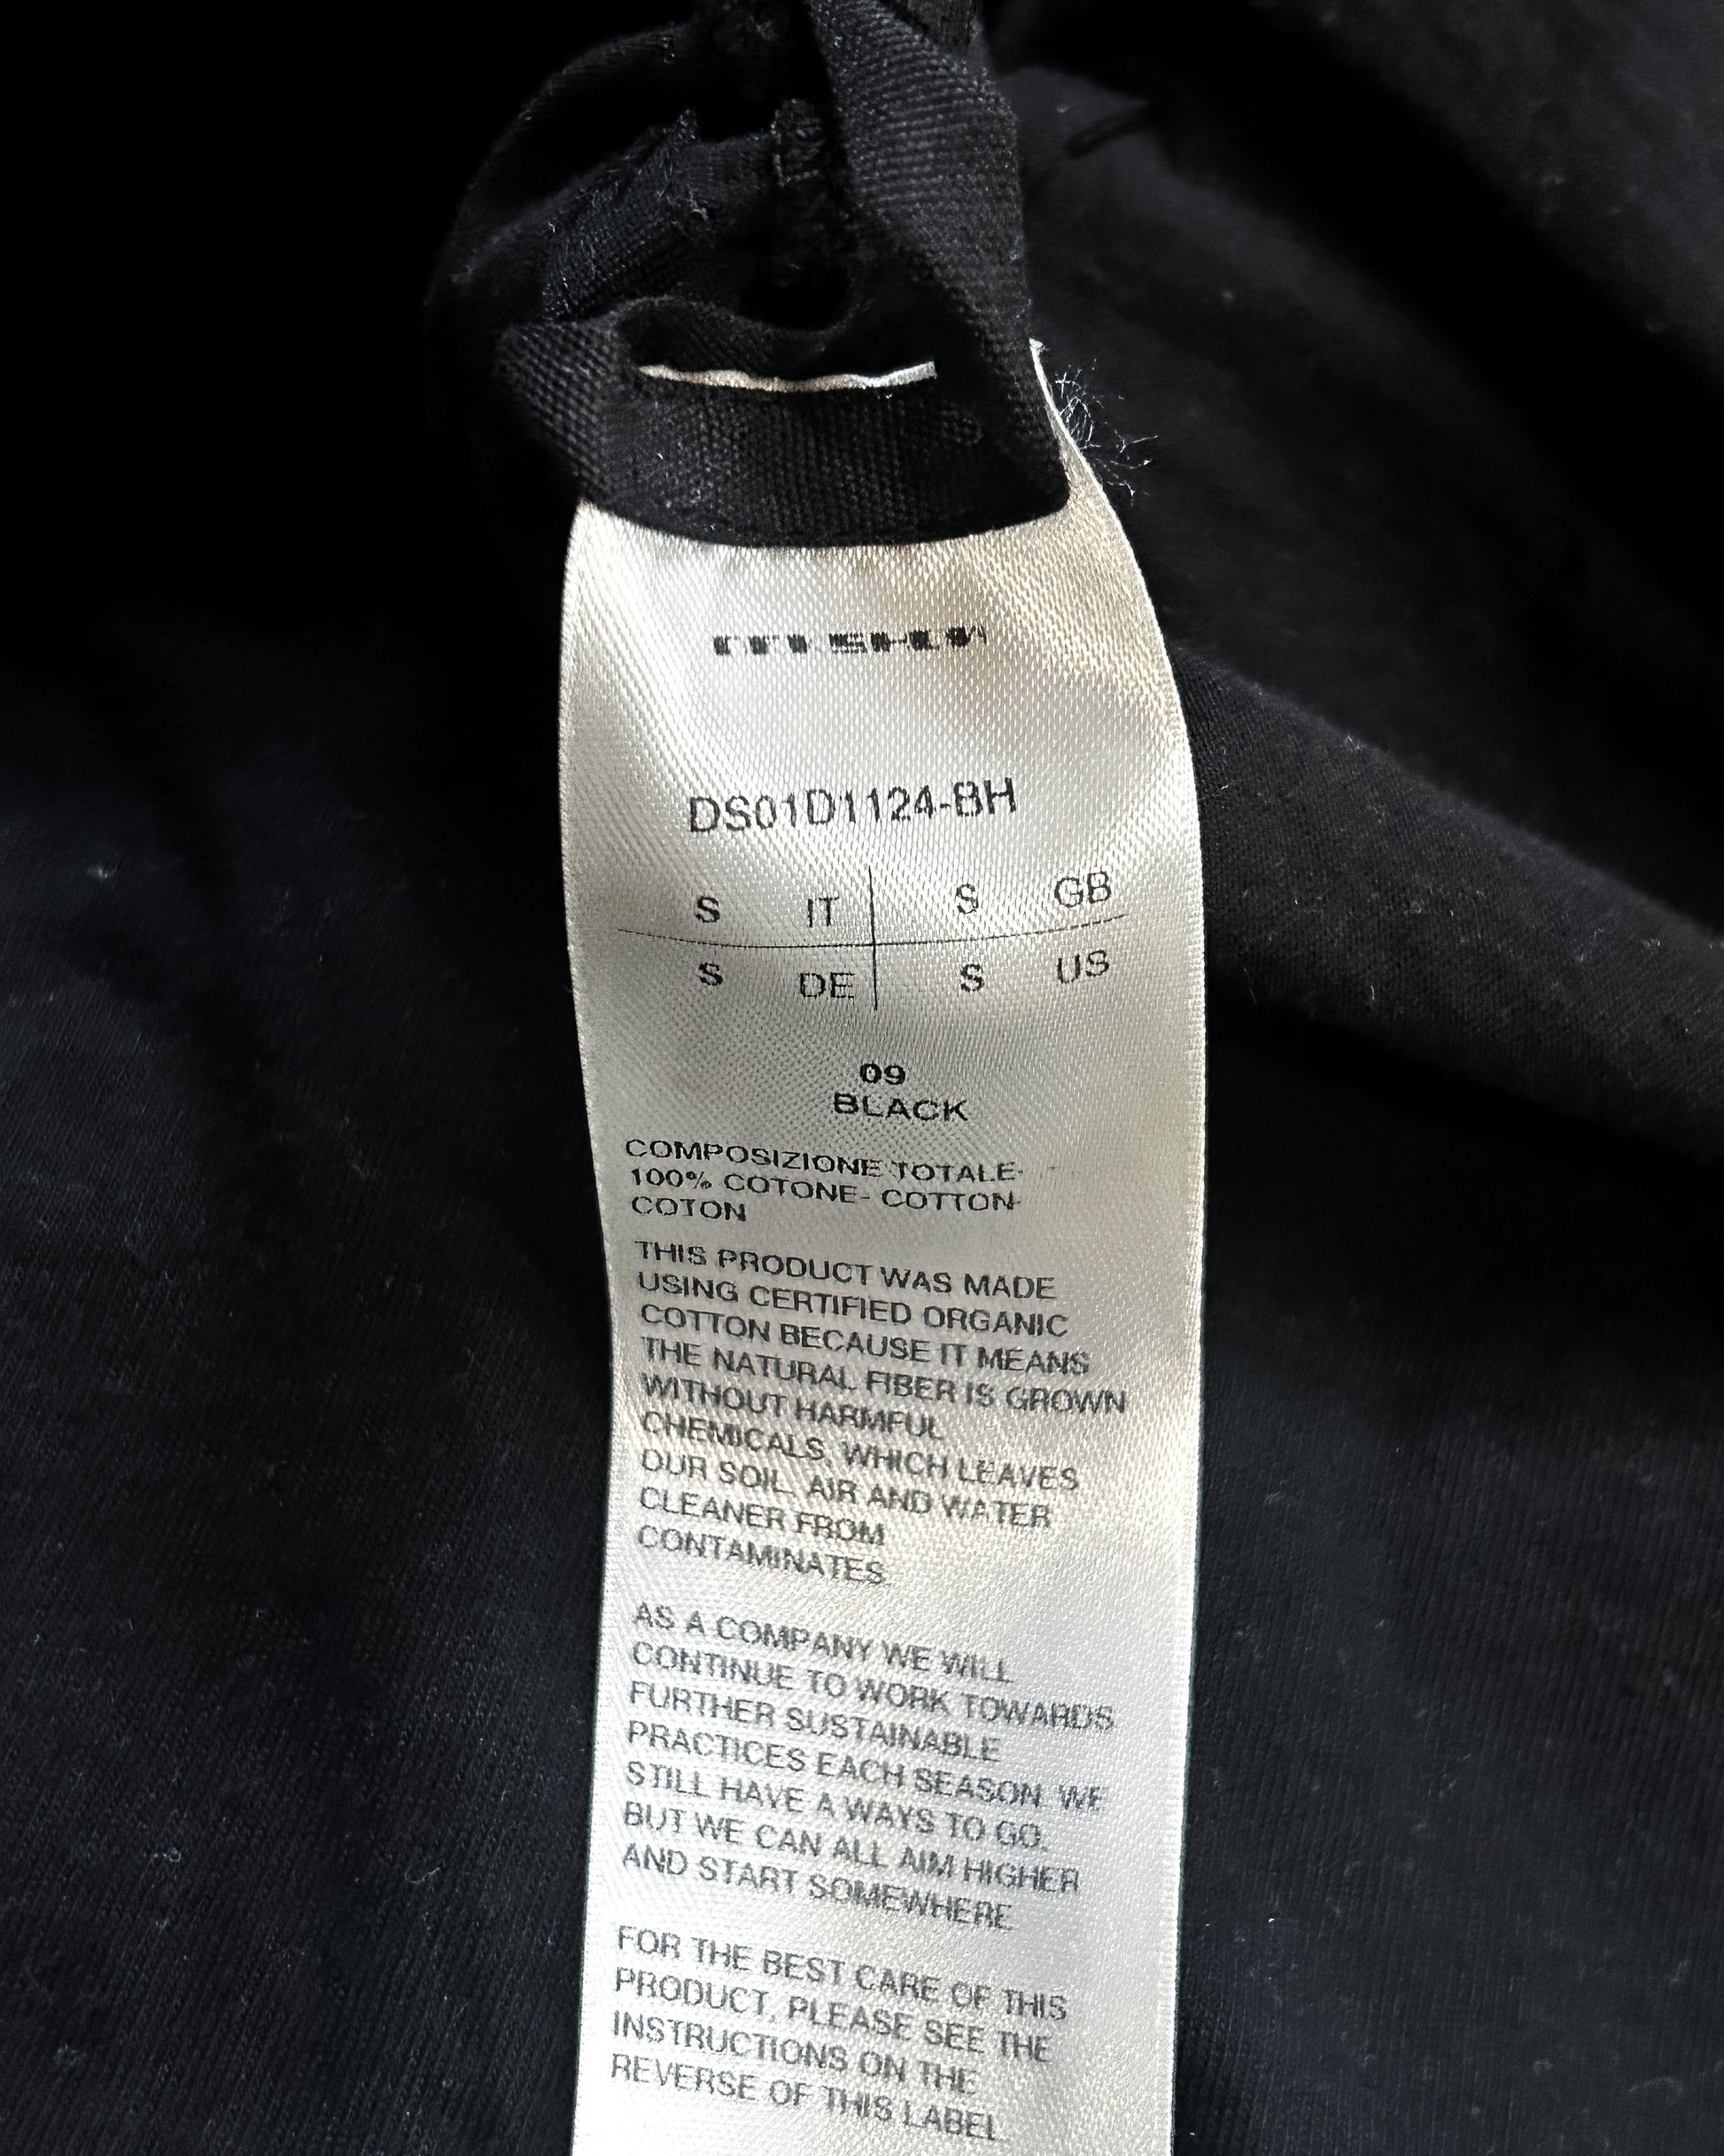 DS01D1124-BH
S IT S GB
S DE S US
09
BLACK
COMPOSIZIONE TOTALE-
100% COTONE- COTTON-
COTON
THIS PRODUCT WAS MADE
USING CERTIFIED ORGANIC
COTTON BECAUSE IT MEANS
THE NATURAL FIBER IS GROWN
WITHOUT HARMFUL
CHEMICALS, WHICH LEAVES
OUR SOIL, AIR AND WATER
CLEANER FROM
CONTAMINATES.
AS A COMPANY WE WILL
CONTINUE TO WORK TOWARDS
FURTHER SUSTAINABLE
PRACTICES EACH SEASON. WE
STILL HAVE A WAYS TO GO,
BUT WE CAN ALL AIM HIGHER
AND START SOMEWHERE
FOR THE BEST CARE OF THIS
PRODUCT, PLEASE SEE THE
INSTRUCTIONS ON THE
REVERSE OF THIS LABEL